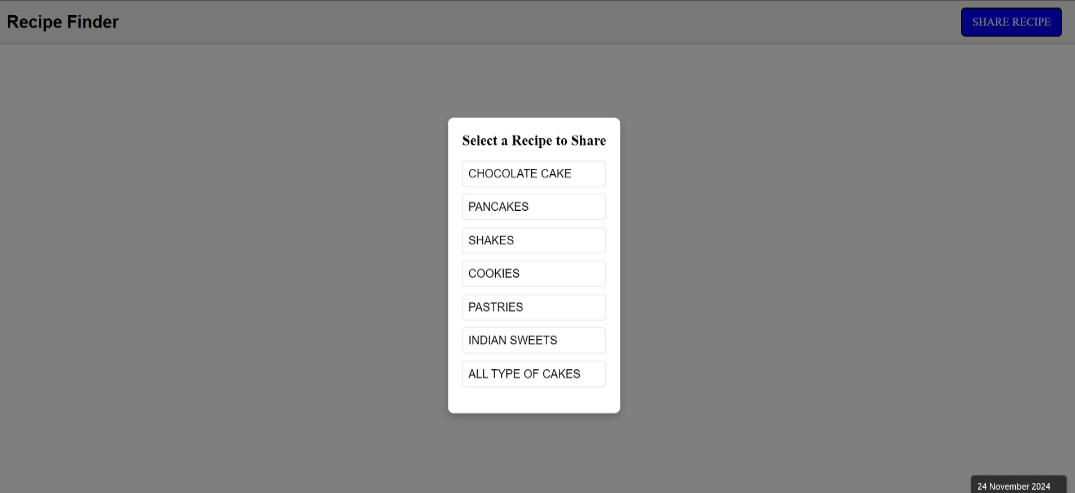 Recipe Finder
SHARE RECIPE
Select a Recipe to Share
CHOCOLATE CAKE
PANCAKES
SHAKES
COOKIES
PASTRIES
INDIAN SWEETS
ALL TYPE OF CAKES
24 November 2024